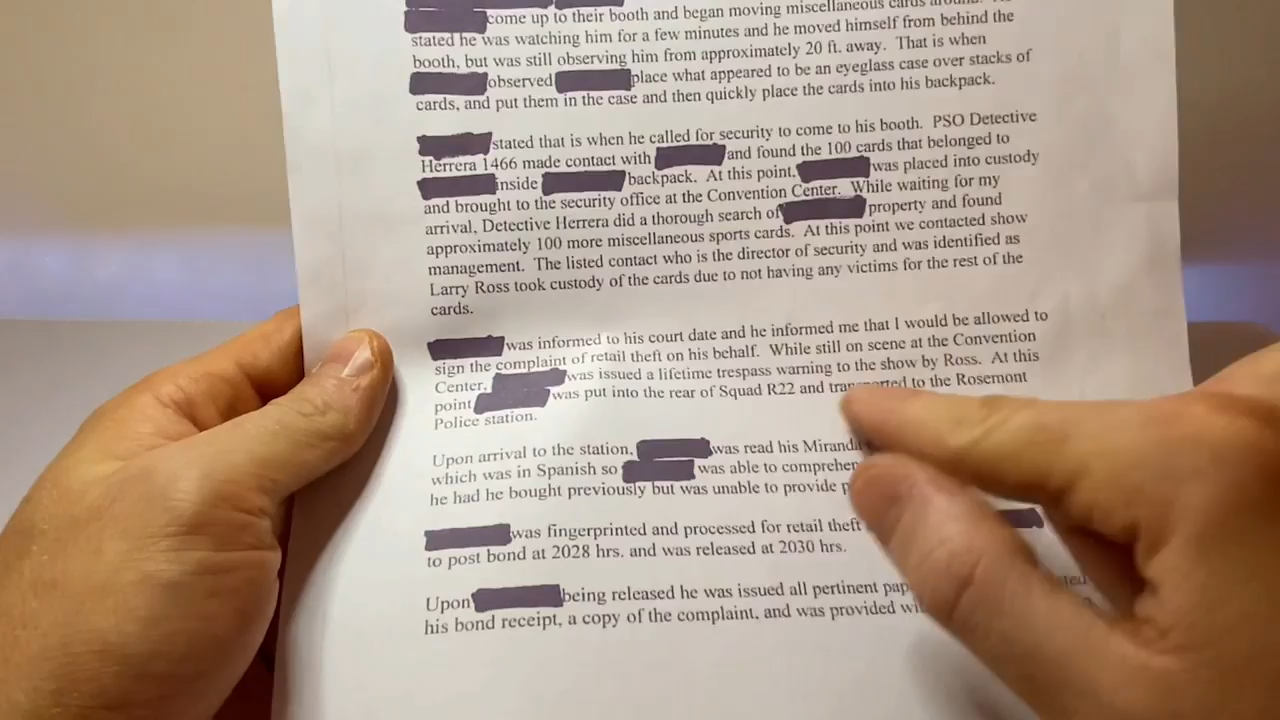 come up to their booth and began moving miscellaneous cards around.
stated he was watching him for a few minutes and he moved himself from behind the
booth, but was still observing him from approximately 20 ft. away. That is when
observed place what appeared to be an eyeglass case over stacks of
cards, and put them in the case and then quickly place the cards into his backpack.
stated that is when he called for security to come to his booth. PSO Detective
Herrera 1466 made contact with and found the 100 cards that belonged to
inside backpack. At this point, was placed into custody
and brought to the security office at the Convention Center. While waiting for my
arrival, Detective Herrera did a thorough search of property and found
approximately 100 more miscellaneous sports cards. At this point we contacted show
management. The listed contact who is the director of security and was identified as
Larry Ross took custody of the cards due to not having any victims for the rest of the
cards.
was informed to his court date and he informed me that I would be allowed to
sign the complaint of retail theft on his behalf. While still on scene at the Convention
Center, was issued a lifetime trespass warning to the show by Ross. At this
point was put into the rear of Squad R22 and transported to the Rosemont
Police station.
Upon arrival to the station, was read his Miranda
which was in Spanish so was able to
he had he bought previously but was unable to provide
was fingerprinted and processed for retail theft
to post bond at 2028 hrs. and was released at 2030 hrs.
Upon being released he was issued all pertinent
his bond receipt, a copy of the complaint, and was provided